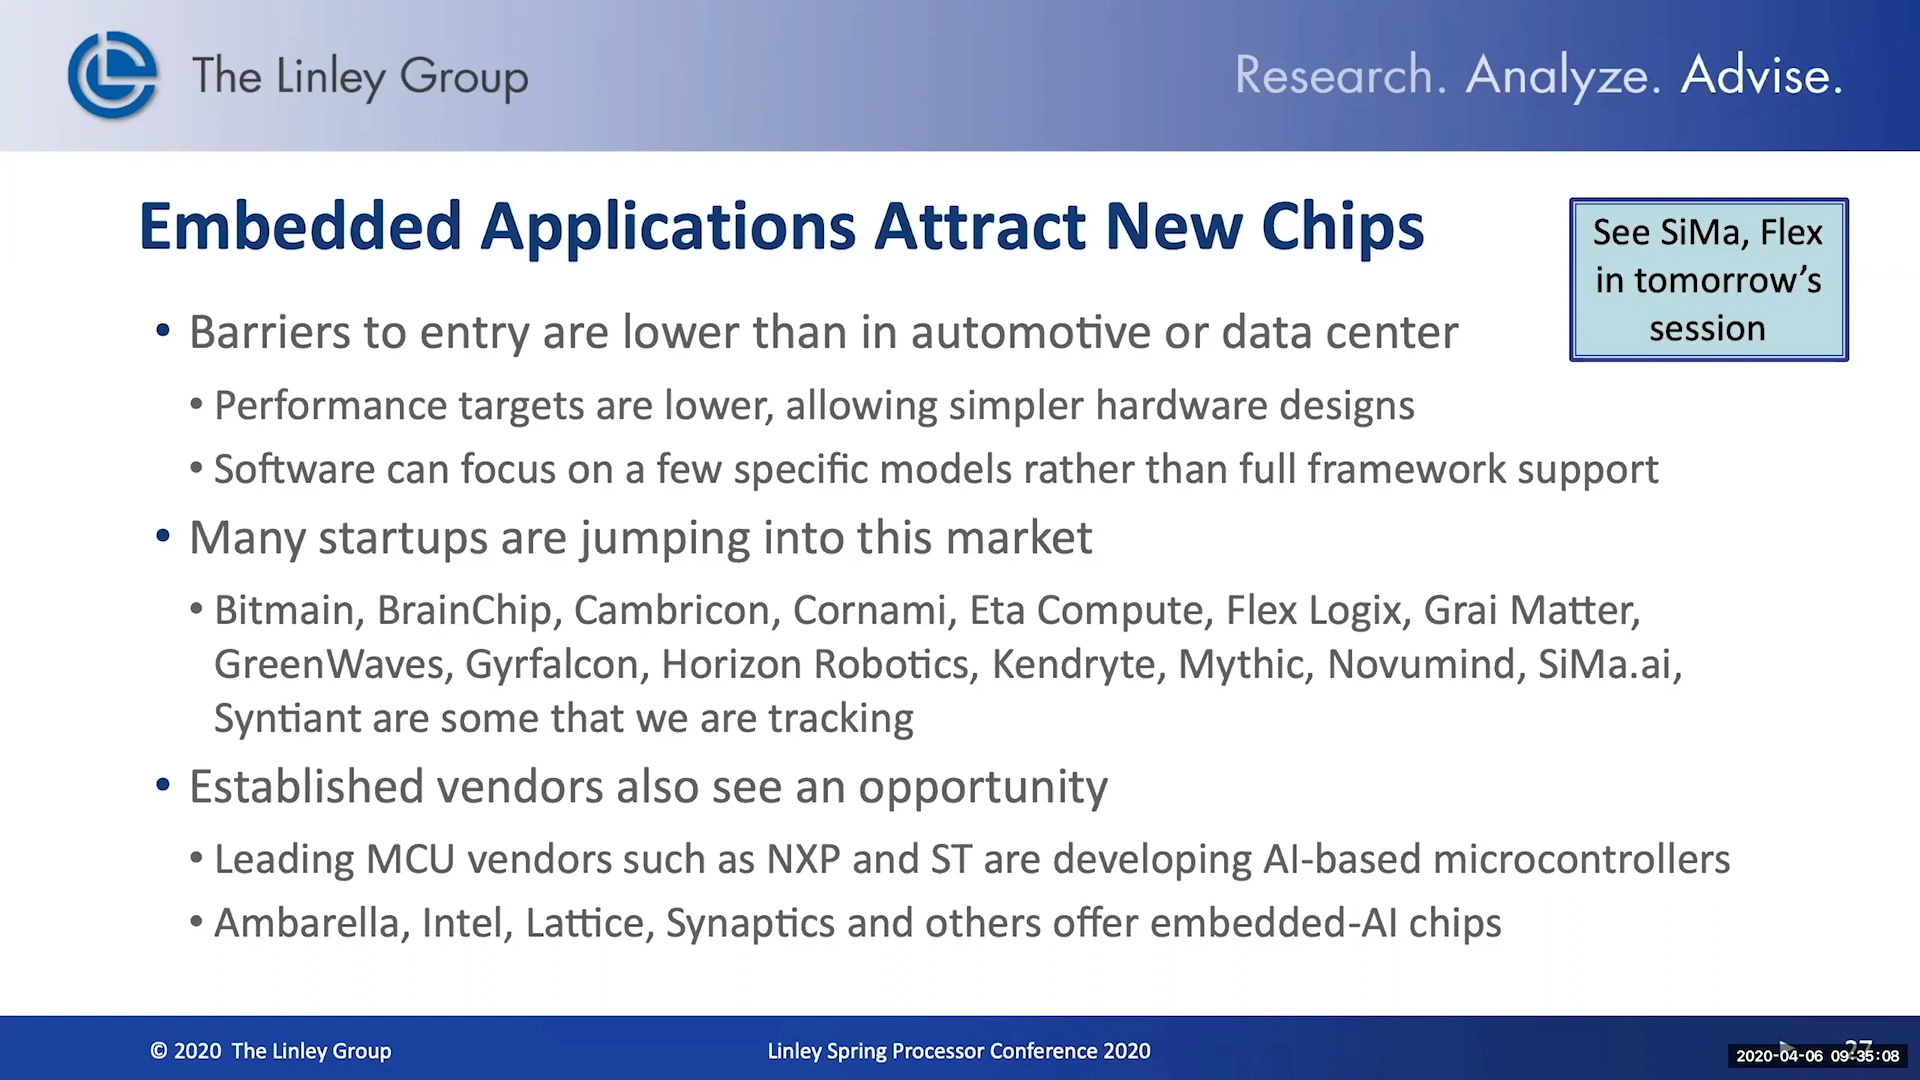 The Linley Group
Research. Analyze. Advise.
Embedded Applications Attract New Chips
See SiMa, Flex
in tomorrow's
session
• Barriers to entry are lower than in automotive or data center
• Performance targets are lower, allowing simpler hardware designs
• Software can focus on a few specific models rather than full framework support
• Many startups are jumping into this market
• Bitmain, BrainChip, Cambricon, Cornami, Eta Compute, Flex Logix, Grai Matter,
GreenWaves, Gyrfalcon, Horizon Robotics, Kendryte, Mythic, Novumind, SiMa.ai,
Syntiant are some that we are tracking
• Established vendors also see an opportunity
• Leading MCU vendors such as NXP and ST are developing AI-based microcontrollers
• Ambarella, Intel, Lattice, Synaptics and others offer embedded-AI chips
© 2020 The Linley Group
Linley Spring Processor Conference 2020
27
2020-04-06 09:35:08